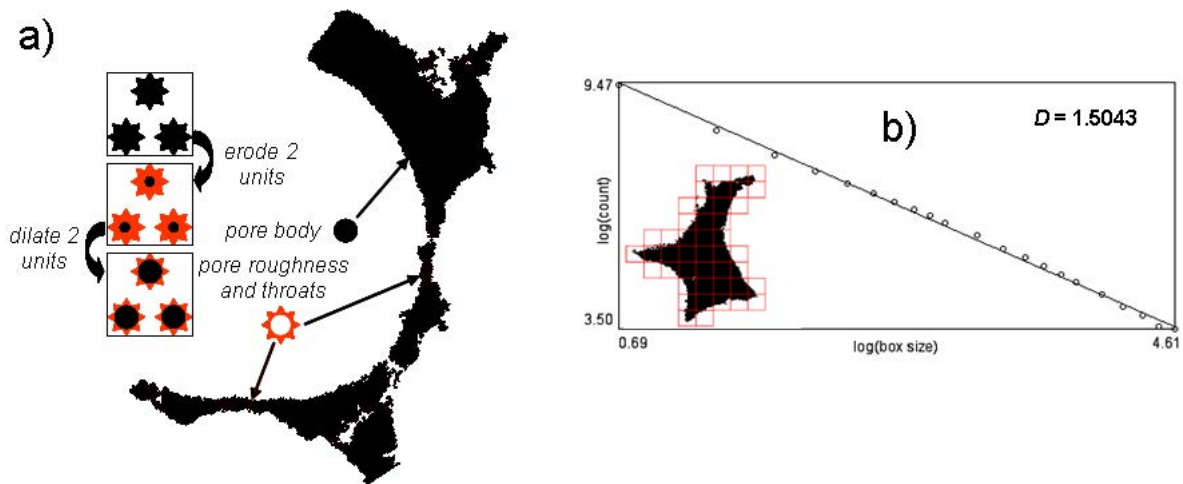 a)
erode 2
units
dilate 2
units
pore body
pore roughness
and throats
b)
D = 1.5043
9.47
log(count)
3.50
0.69
log(box size)
4.61